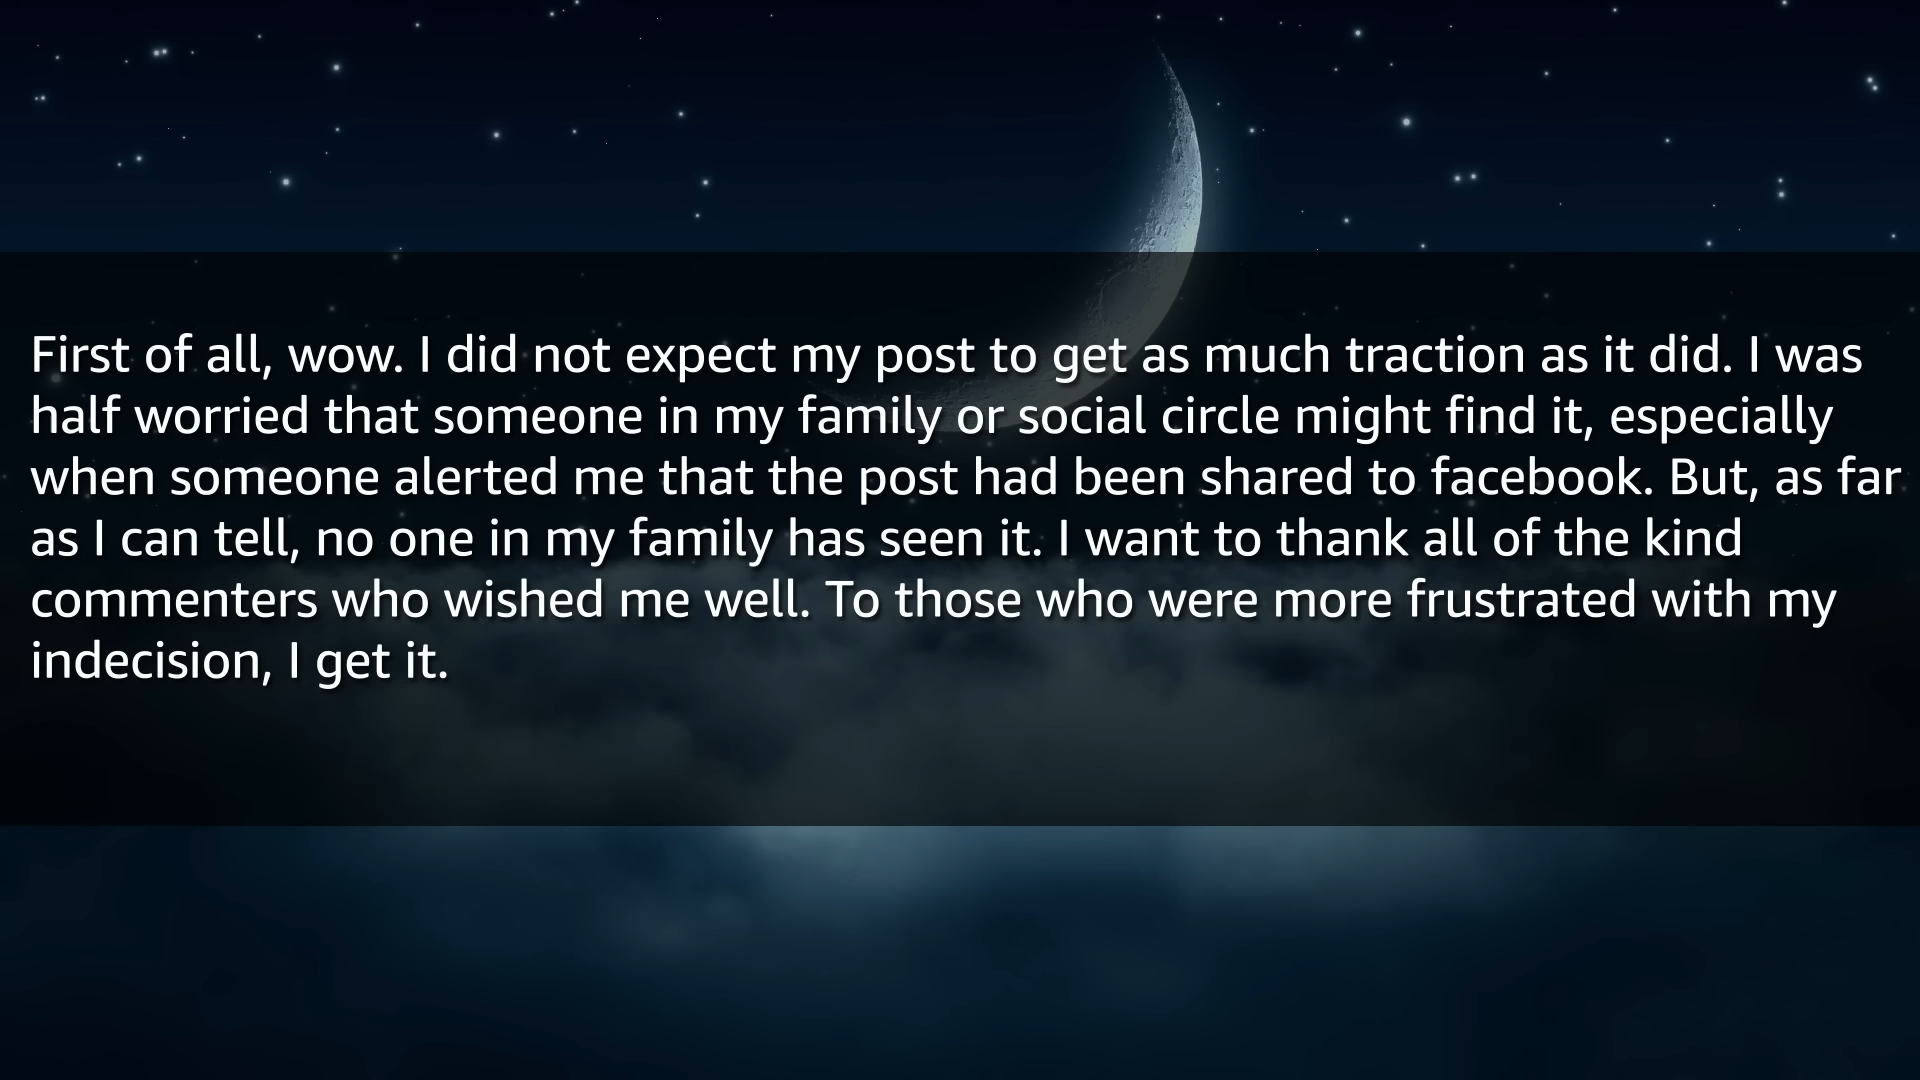 First of all, wow. I did not expect my post to get as much traction as it did. I was
half worried that someone in my family or social circle might find it, especially
when someone alerted me that the post had been shared to facebook. But, as far
as I can tell, no one in my family has seen it. I want to thank all of the kind
commenters who wished me well. To those who were more frustrated with my
indecision, I get it.